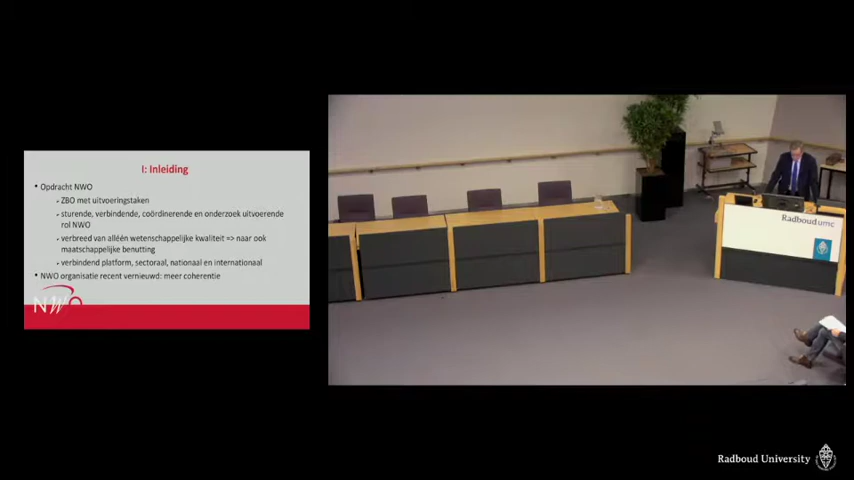 I: Inleiding
• Opdracht NWO
➢ ZBO met uitvoeringstaken
➢ sturende, verbindende, coördinerende en onderzoek uitvoerende
rol NWO
➢ verbreed van alléén wetenschappelijke kwaliteit => naar ook
maatschappelijke benutting
➢ verbindend platform, sectoraal, nationaal en internationaal
• NWO organisatie recent vernieuwd: meer coherentie
NWO
Radboudumc
Radboud University